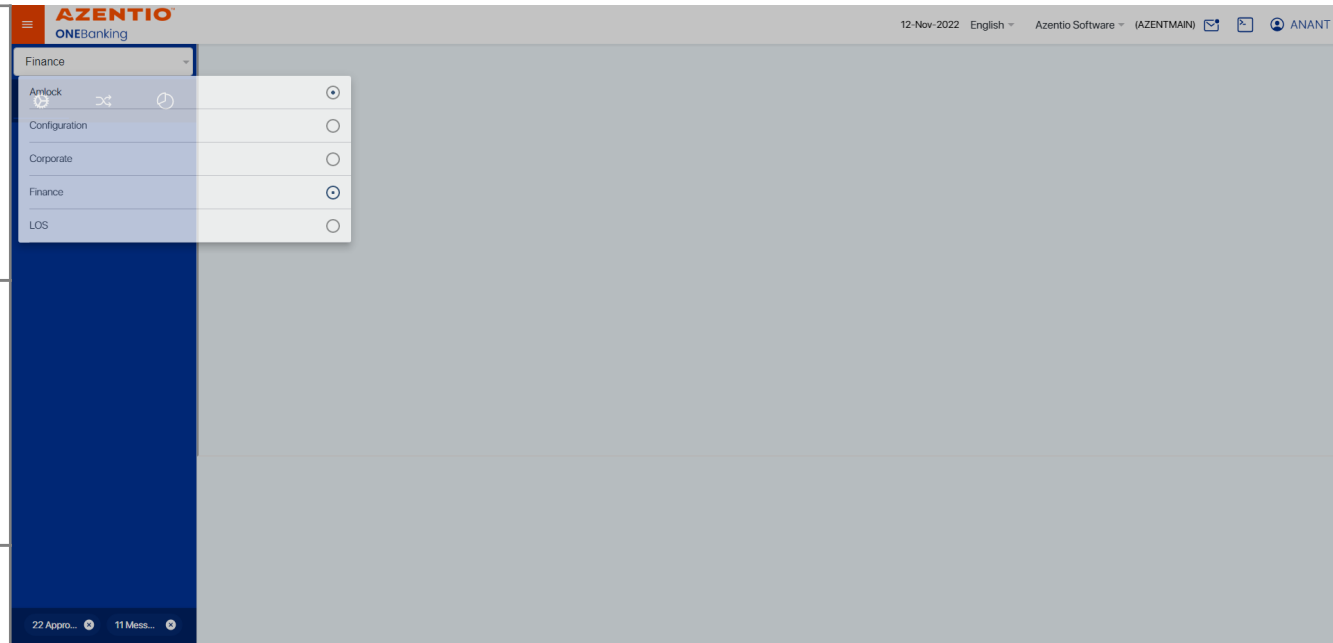 AZENTIO™
ONEBanking
12-Nov-2022 English Azentio Software (AZENTMAIN) ANANT
Finance
Amlock
Configuration
Corporate
Finance
LOS
22 Appro... 11 Mess...